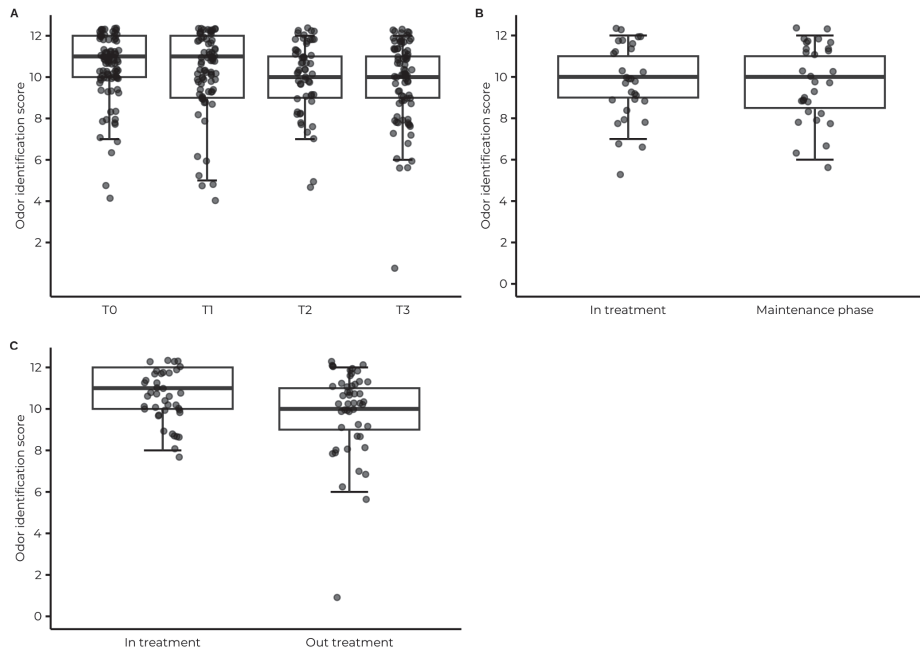 A
Odor identification score
12
10
8
6
4
2
T0
T1
T2
T3
B
Odor identification score
12
10
8
6
4
2
0
In treatment
Maintenance phase
C
Odor identification score
12
10
8
6
4
2
0
In treatment
Out treatment